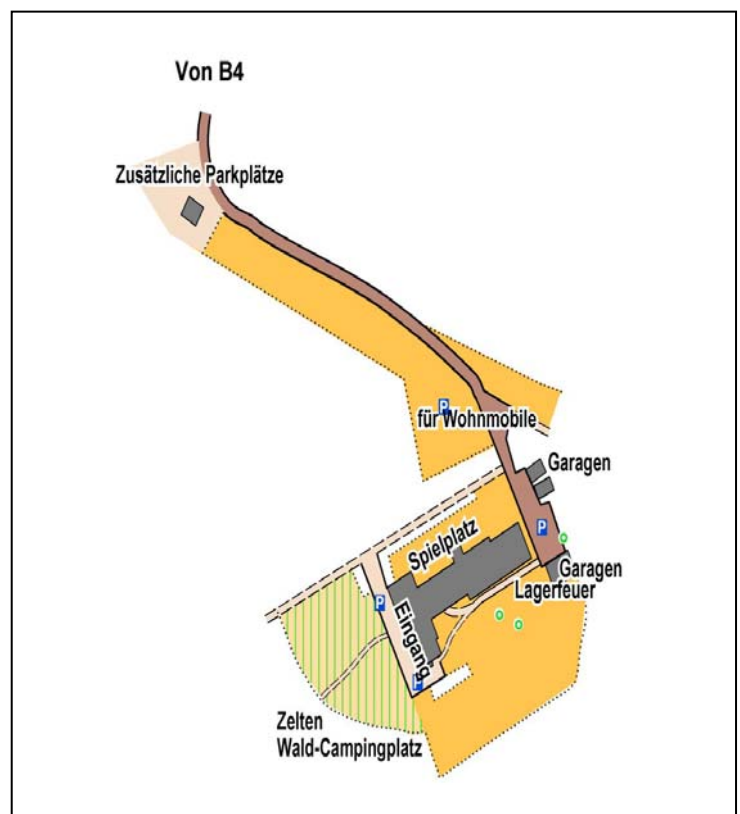 Von B4
Zusätzliche Parkplätze
P
für Wohnmobile
Garagen
P
Spielplatz
Garagen
Lagerfeuer
P
Eingang
P
Zelten
Wald-Campingplatz